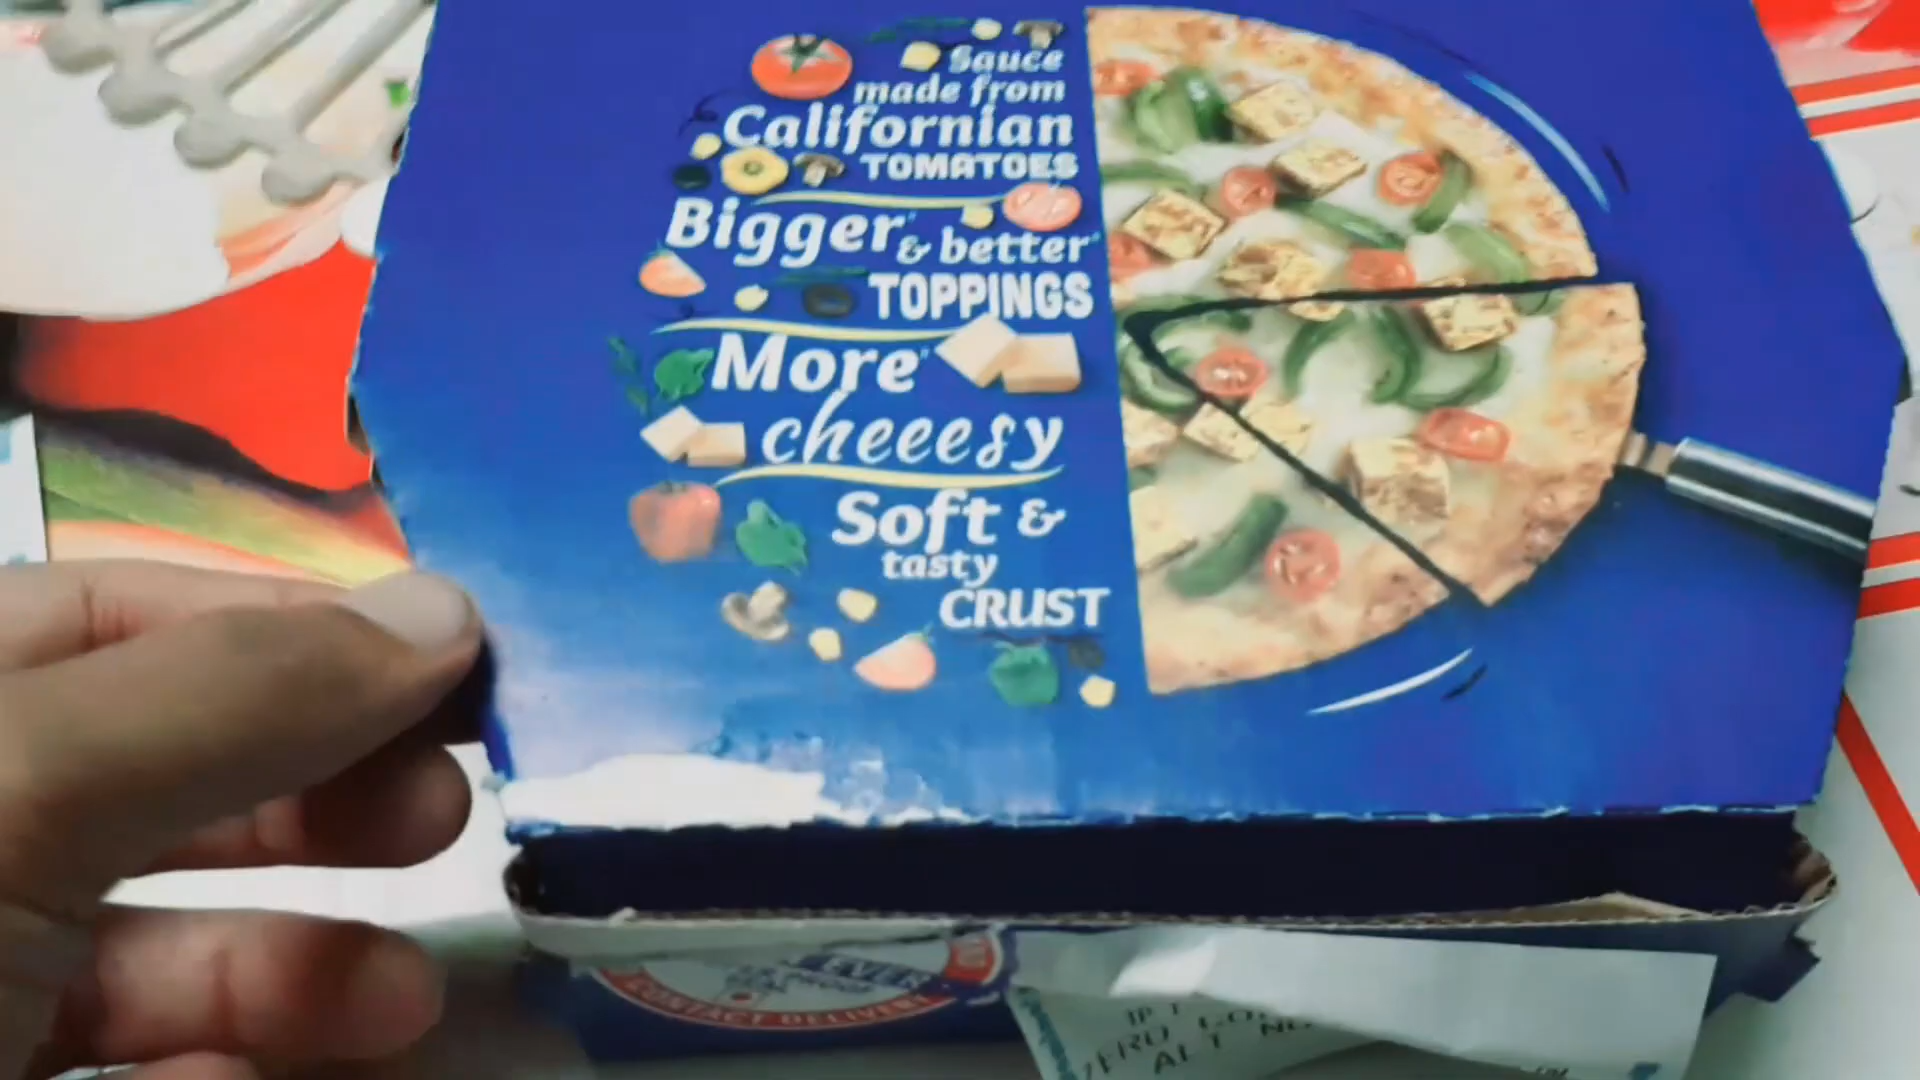 Sauce
made from
Californian
TOMATOES
Bigger & better
TOPPINGS
More
cheeesy
Soft &
tasty
CRUST
CONTACT DELIVERY